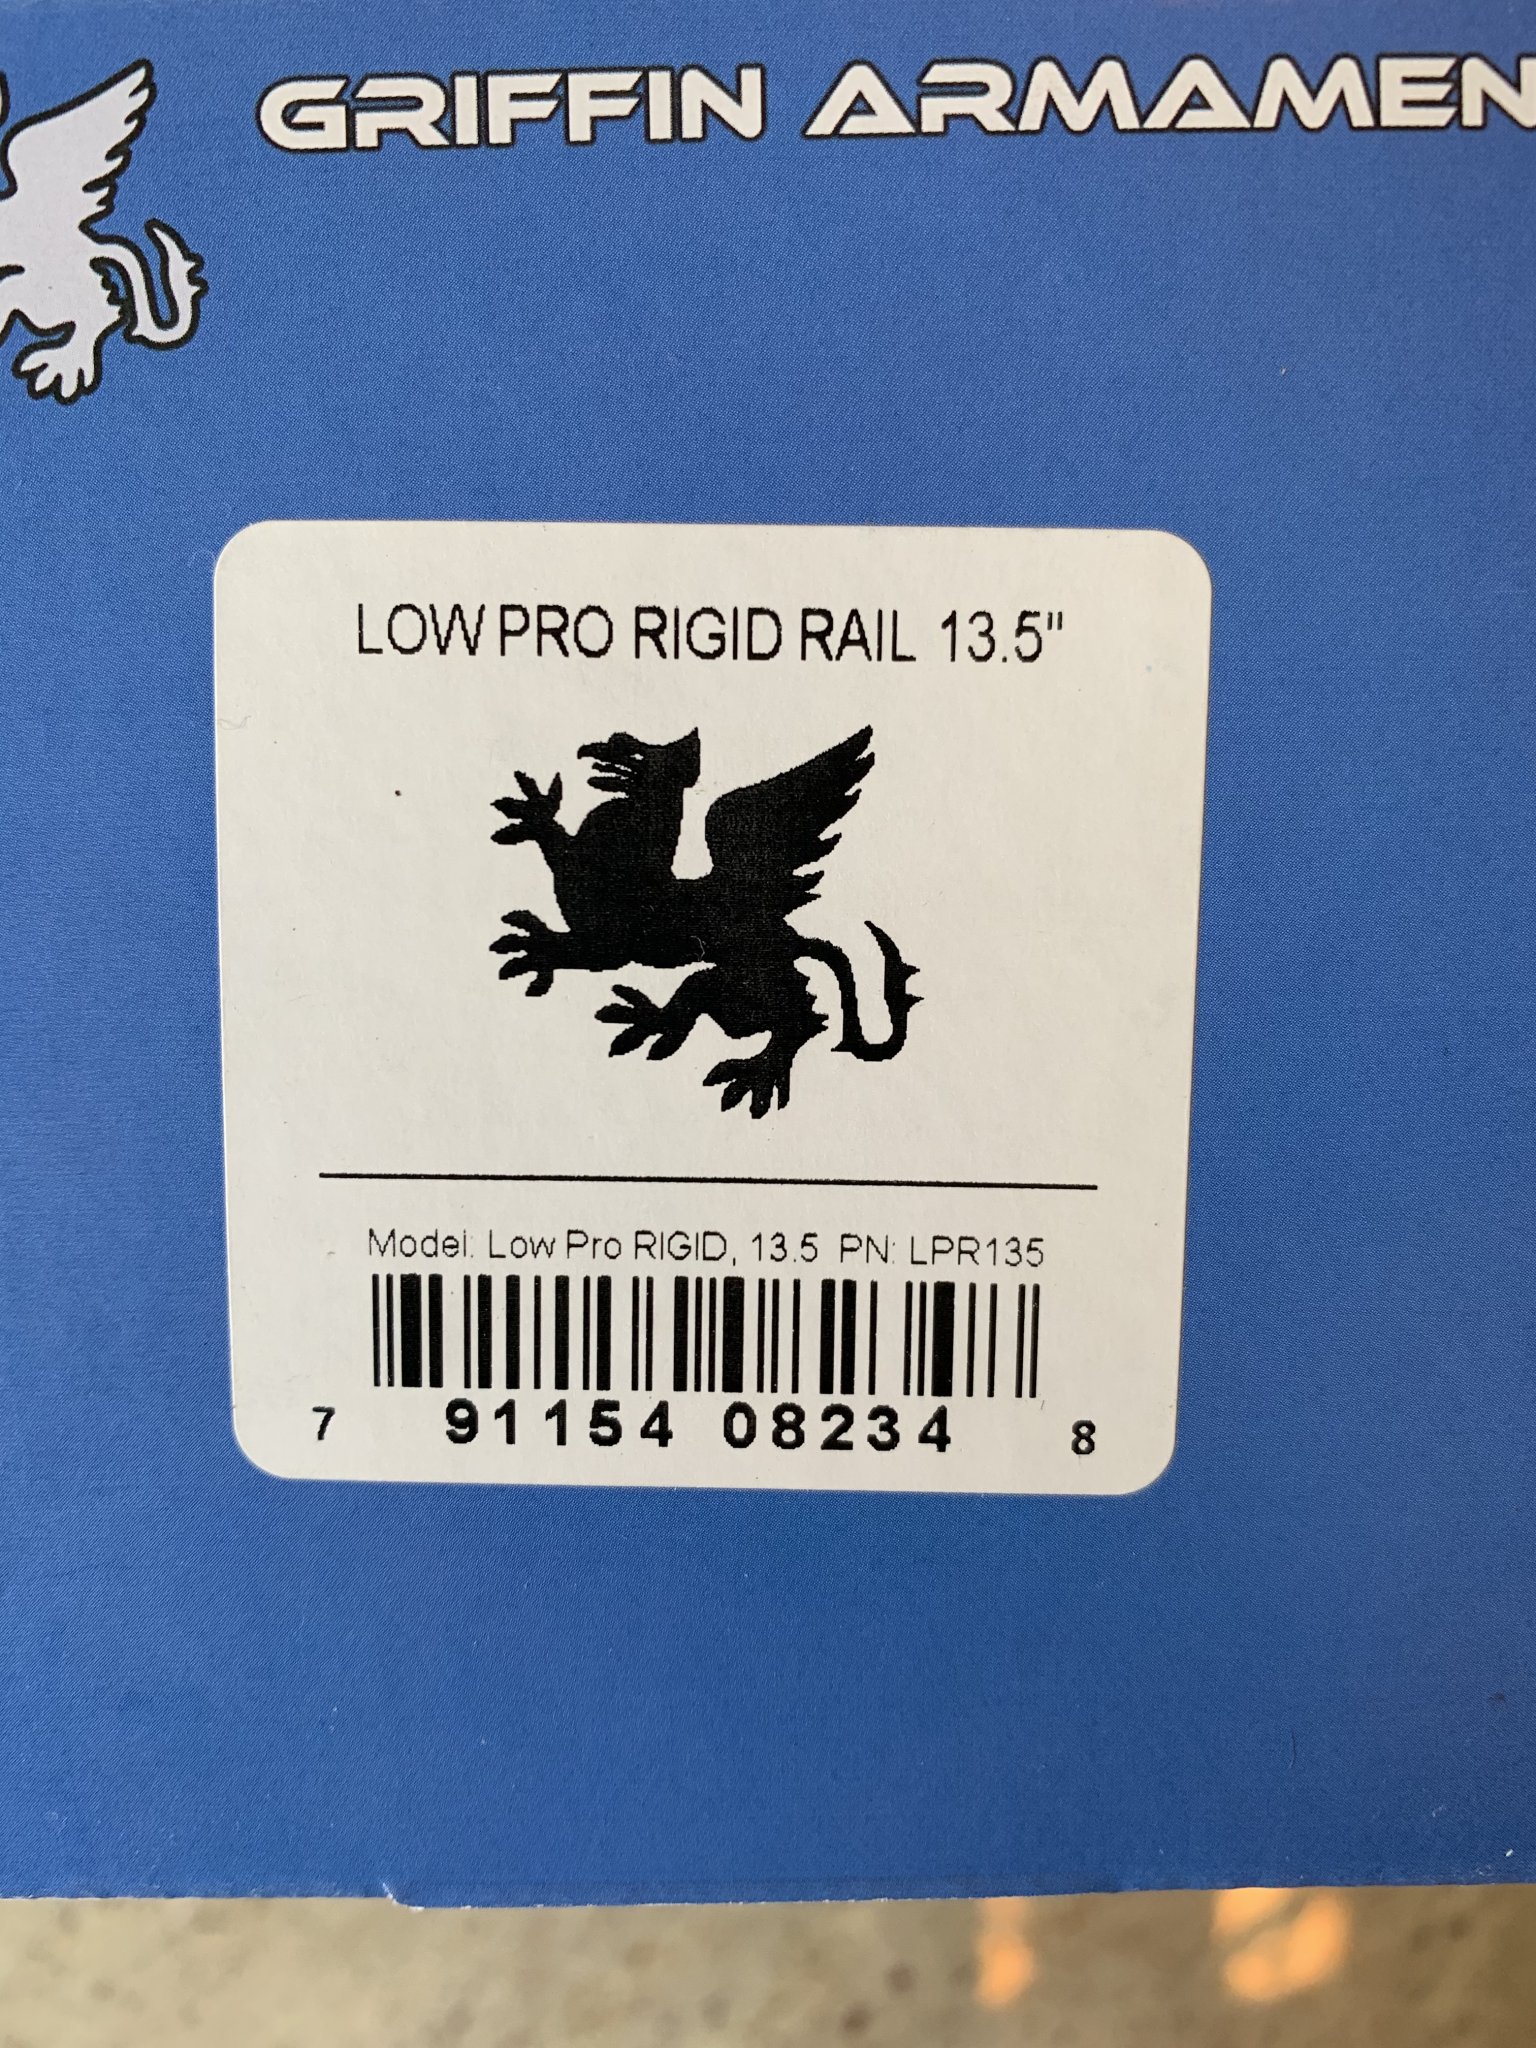 GRIFFIN ARMAMEN
LOW PRO RIGID RAIL 13.5"
Model: Low Pro RIGID, 13.5 PN: LPR135
7 91154 08234 8